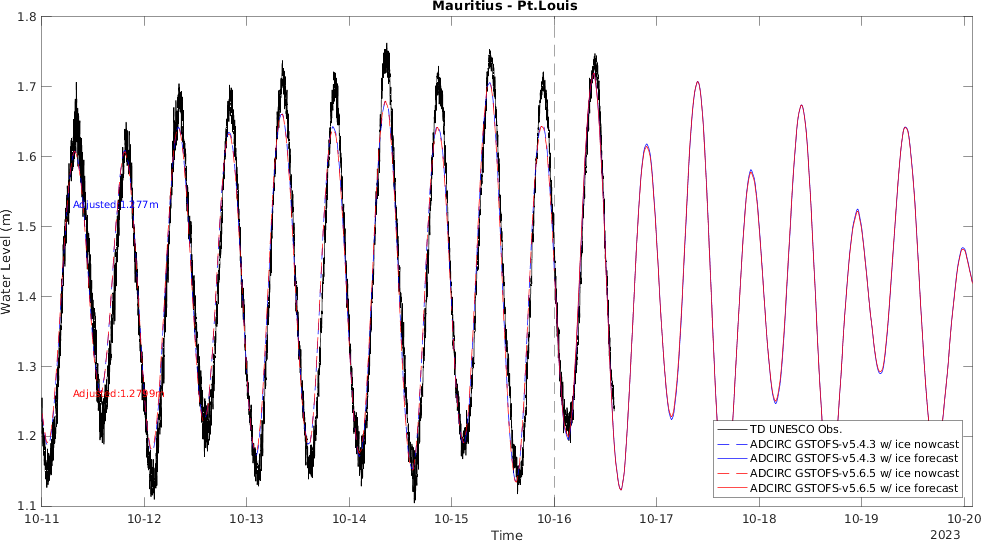 Mauritius - Pt.Louis
1.8
1.7
1.6
1.5
1.4
1.3
1.2
1.1
Water Level (m)
Adjusted:1.277m
Adjusted:1.2799m
TD UNESCO Obs.
ADCIRC GSTOFS-v5.4.3 w/ ice nowcast
ADCIRC GSTOFS-v5.4.3 w/ ice forecast
ADCIRC GSTOFS-v5.6.5 w/ ice nowcast
ADCIRC GSTOFS-v5.6.5 w/ ice forecast
10-11 10-12 10-13 10-14 10-15 10-16 10-17 10-18 10-19 10-20
Time
2023